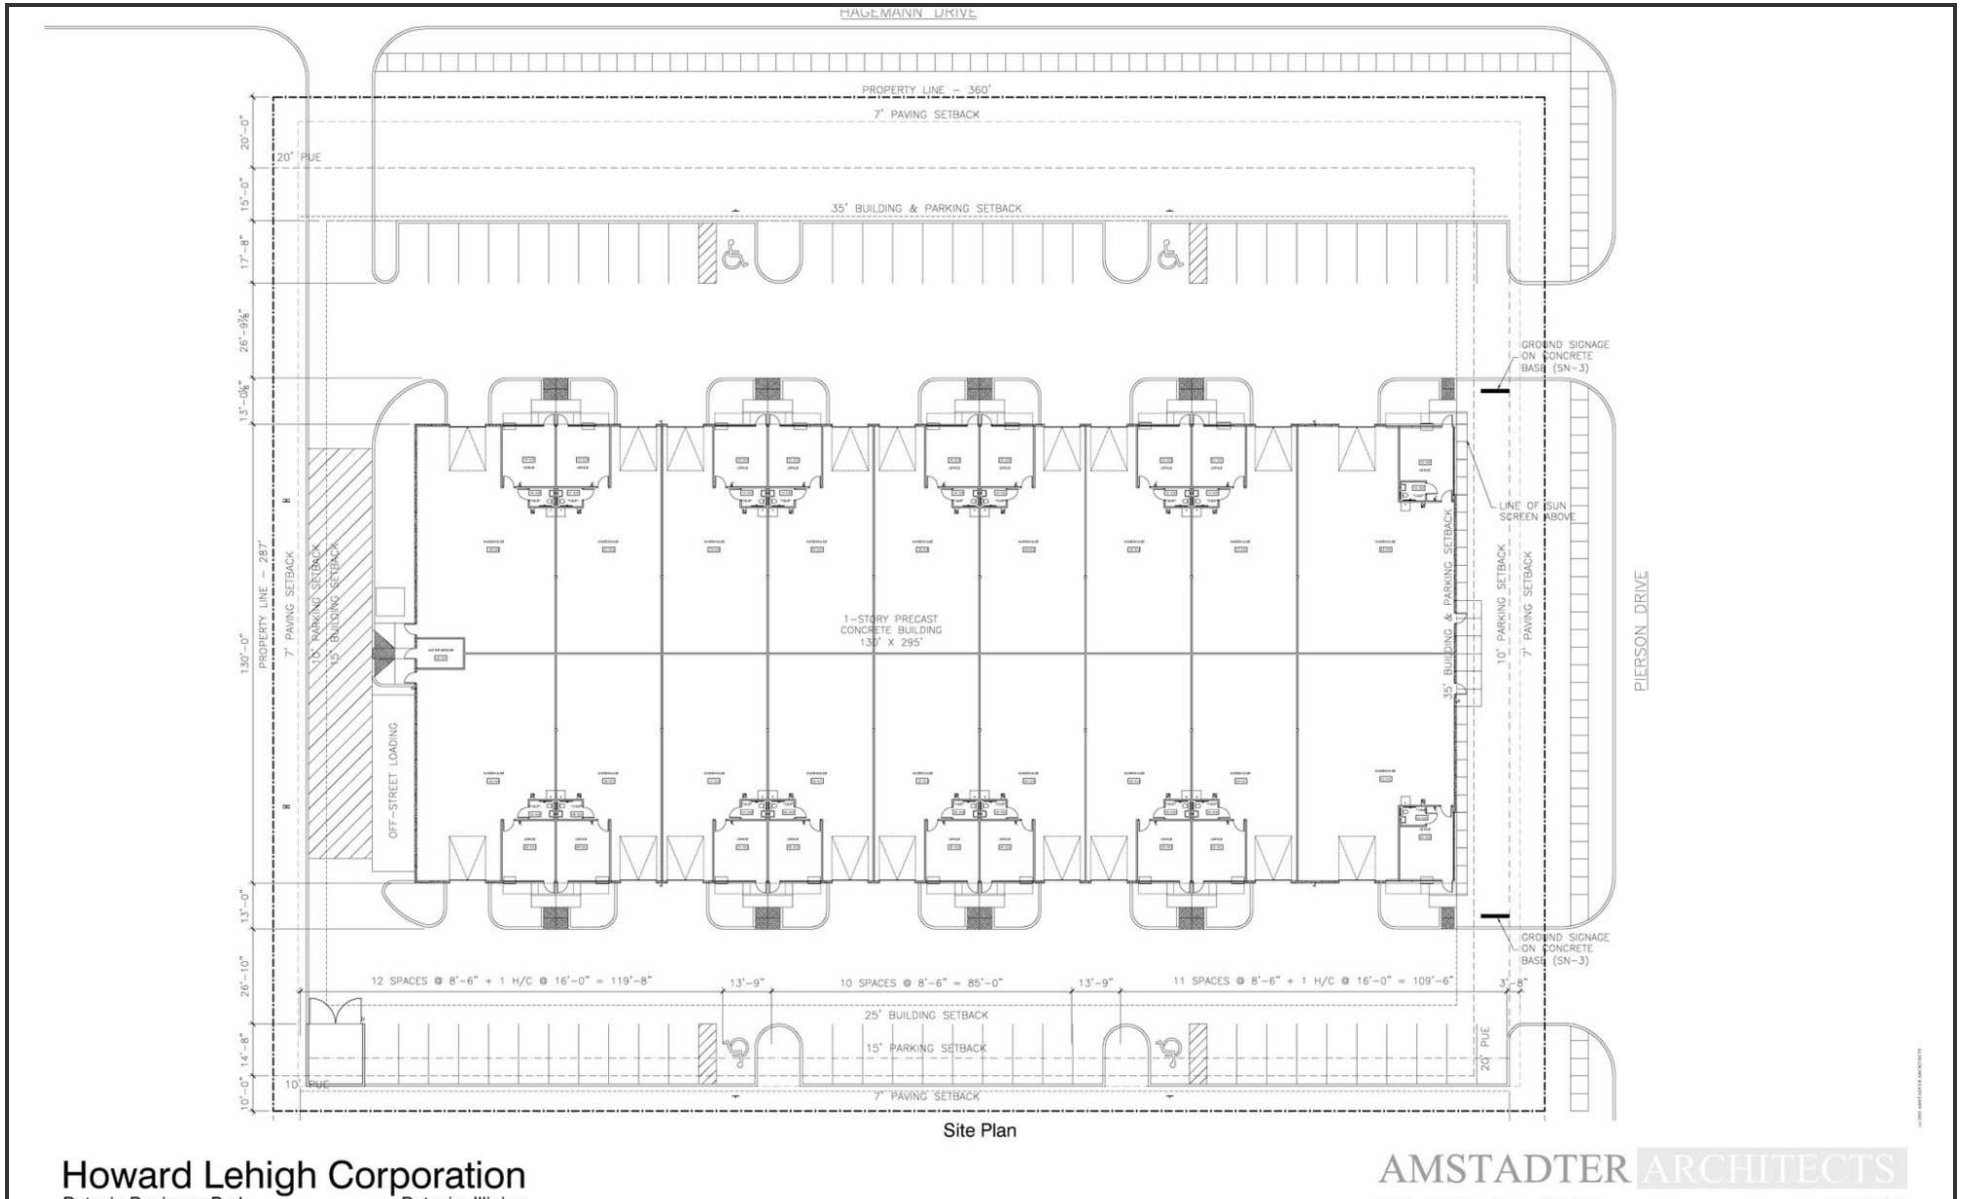 HAGEMANN DRIVE
PROPERTY LINE - 360'
7' PAVING SETBACK
20' PUE
35' BUILDING & PARKING SETBACK
20'-0"
15'-0"
17'-8"
13'-0"
130'-0"
26'-10"
14'-8"
10'-0"
GROUND SIGNAGE
ON CONCRETE
BASE (SN-3)
LINE OF SUN
SCREEN ABOVE
PROPERTY LINE - 287'
7' PAVING SETBACK
10' PARKING SETBACK
15' BUILDING SETBACK
OFF-STREET LOADING
1-STORY PRECAST
CONCRETE BUILDING
130' X 295'
35' BUILDING & PARKING SETBACK
10' PARKING SETBACK
7' PAVING SETBACK
PIERSON DRIVE
GROUND SIGNAGE
ON CONCRETE
BASE (SN-3)
12 SPACES @ 8'-6" + 1 H/C @ 16'-0" = 119'-8"
13'-9"
10 SPACES @ 8'-6" = 85'-0"
13'-9"
11 SPACES @ 8'-6" + 1 H/C @ 16'-0" = 109'-6"
3'-8"
25' BUILDING SETBACK
15' PARKING SETBACK
20' PUE
10' PUE
7' PAVING SETBACK
Site Plan
Howard Lehigh Corporation
AMSTADTER ARCHITECTS